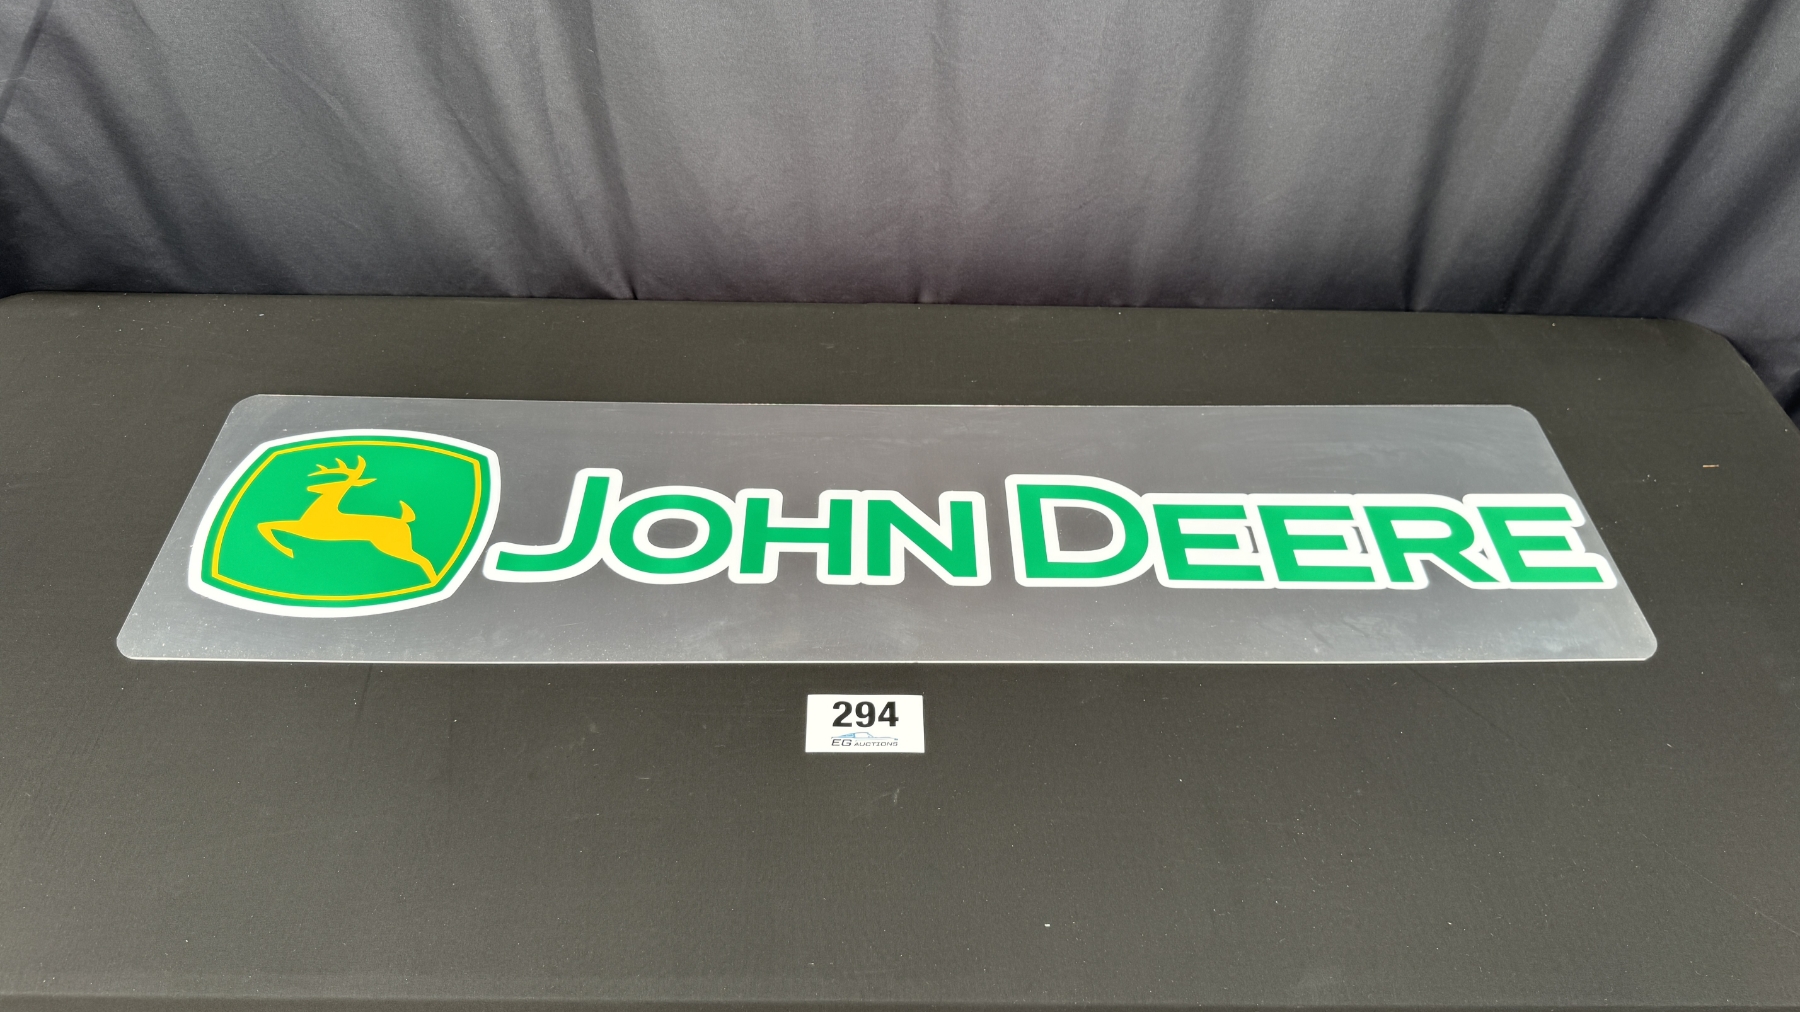 JOHN DEERE
294
EG AUCTIONS